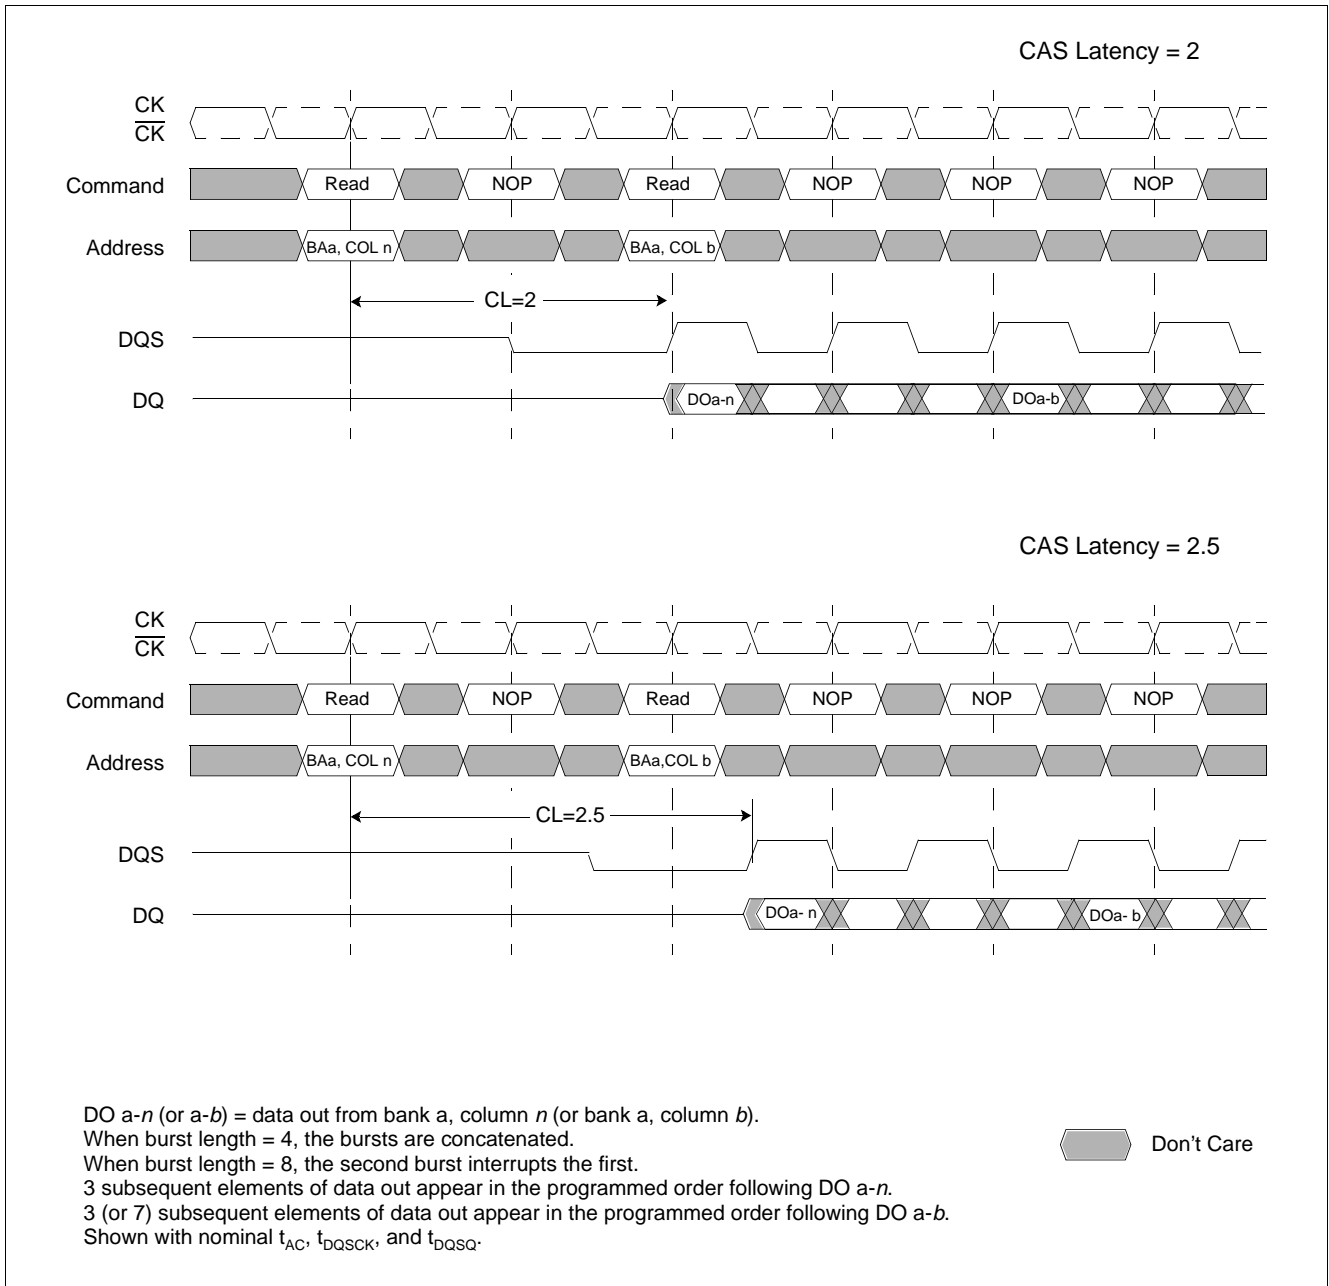 CAS Latency = 2
CK
CK
Command Read NOP Read NOP NOP NOP
Address BAa, COL n BAa, COL b
CL=2
DQS
DQ DOa-n DOa-b
CAS Latency = 2.5
CK
CK
Command Read NOP Read NOP NOP NOP
Address BAa, COL n BAa,COL b
CL=2.5
DQS
DQ DOa- n DOa- b
DO a-n (or a-b) = data out from bank a, column n (or bank a, column b).
When burst length = 4, the bursts are concatenated.
When burst length = 8, the second burst interrupts the first.
3 subsequent elements of data out appear in the programmed order following DO a-n.
3 (or 7) subsequent elements of data out appear in the programmed order following DO a-b.
Shown with nominal tAC, tDQSCK, and tDQSQ.
Don't Care